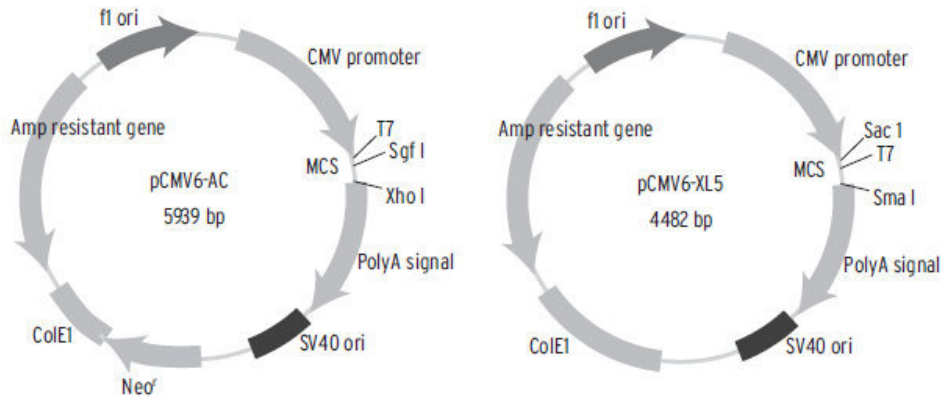 f1 ori
CMV promoter
Amp resistant gene
T7
Sgf I
MCS
Xho I
pCMV6-AC
5939 bp
PolyA signal
ColE1
SV40 ori
Neoʳ
f1 ori
CMV promoter
Amp resistant gene
Sac 1
T7
MCS
Sma I
pCMV6-XL5
4482 bp
PolyA signal
ColE1
SV40 ori